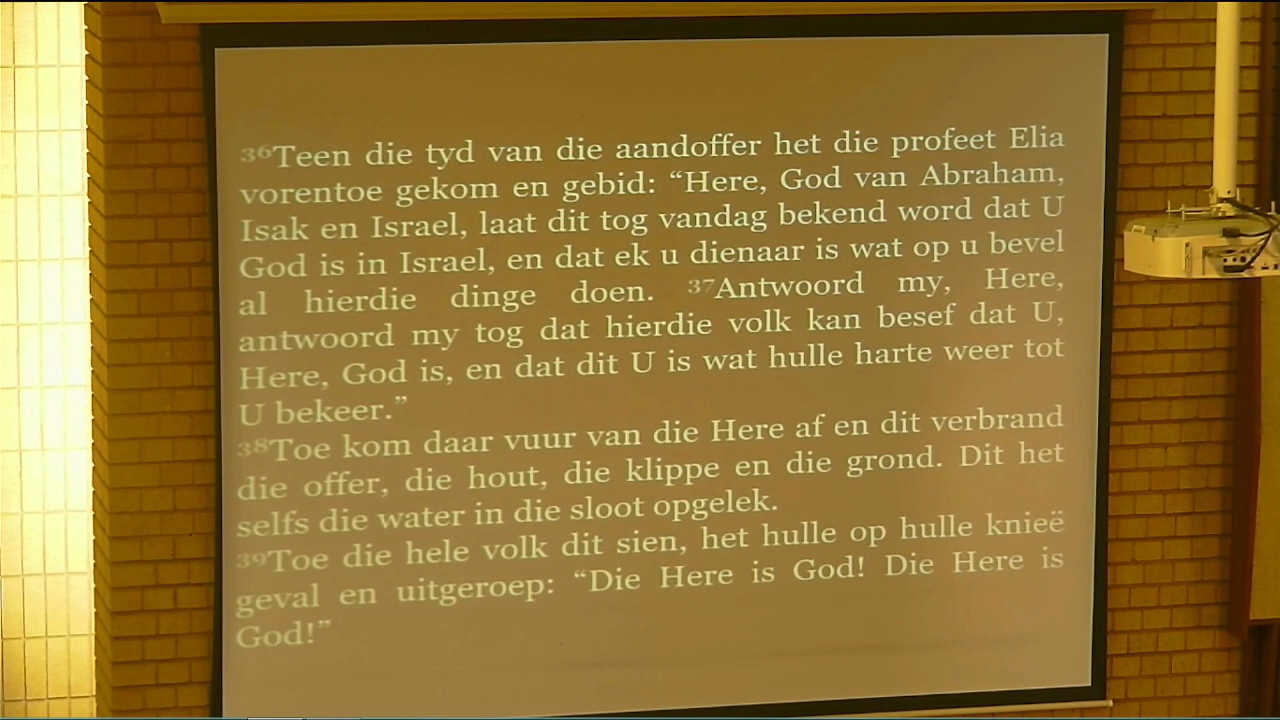 ³⁶Teen die tyd van die aandoffer het die profeet Elia
vorentoe gekom en gebid: “Here, God van Abraham,
Isak en Israel, laat dit tog vandag bekend word dat U
God is in Israel, en dat ek u dienaar is wat op u bevel
al hierdie dinge doen. ³⁷Antwoord my, Here,
antwoord my tog dat hierdie volk kan besef dat U,
Here, God is, en dat dit U is wat hulle harte weer tot
U bekeer.”
³⁸Toe kom daar vuur van die Here af en dit verbrand
die offer, die hout, die klippe en die grond. Dit het
selfs die water in die sloot opgelek.
³⁹Toe die hele volk dit sien, het hulle op hulle knieë
geval en uitgeroep: “Die Here is God! Die Here is
God!”